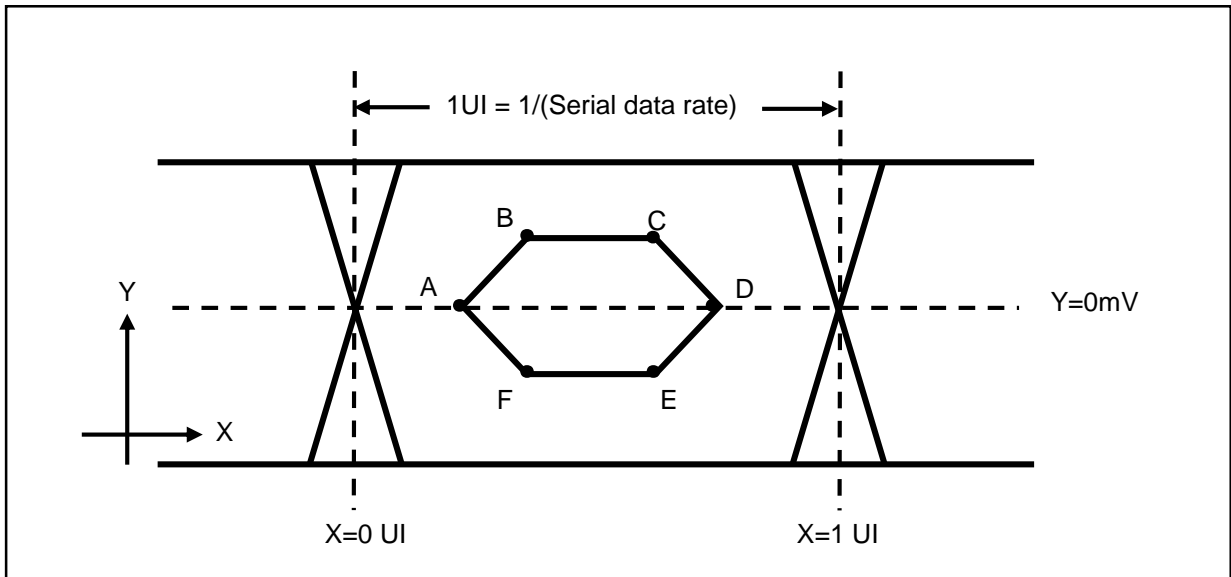 1UI = 1/(Serial data rate)
B
C
Y
A
D
Y=0mV
F
E
X
X=0 UI
X=1 UI